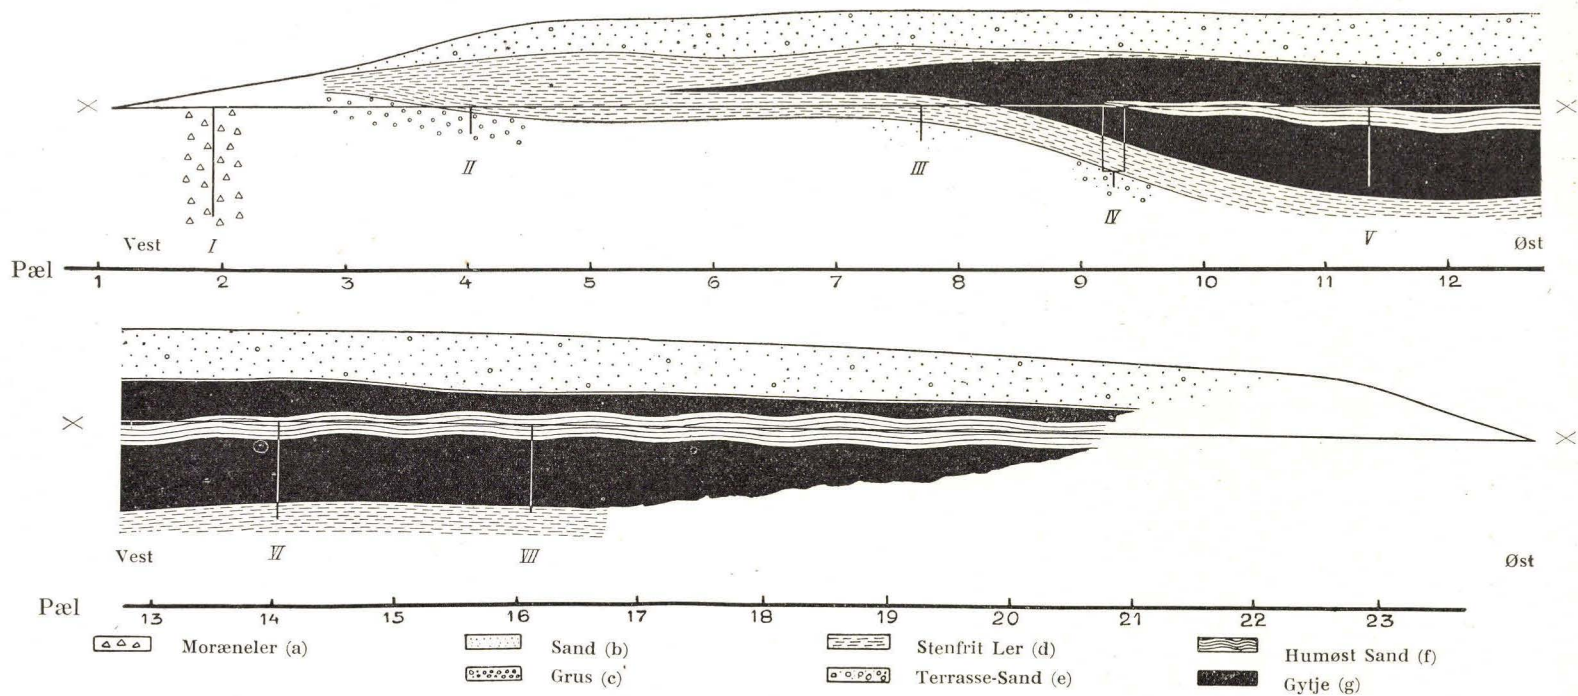 I II III IV V
Vest Øst
Pæl 1 2 3 4 5 6 7 8 9 10 11 12
VI VII
Vest Øst
Pæl 13 14 15 16 17 18 19 20 21 22 23
Moræneler (a) Sand (b) Stenfrit Ler (d) Humøst Sand (f)
Grus (c) Terrasse-Sand (e) Gytje (g)